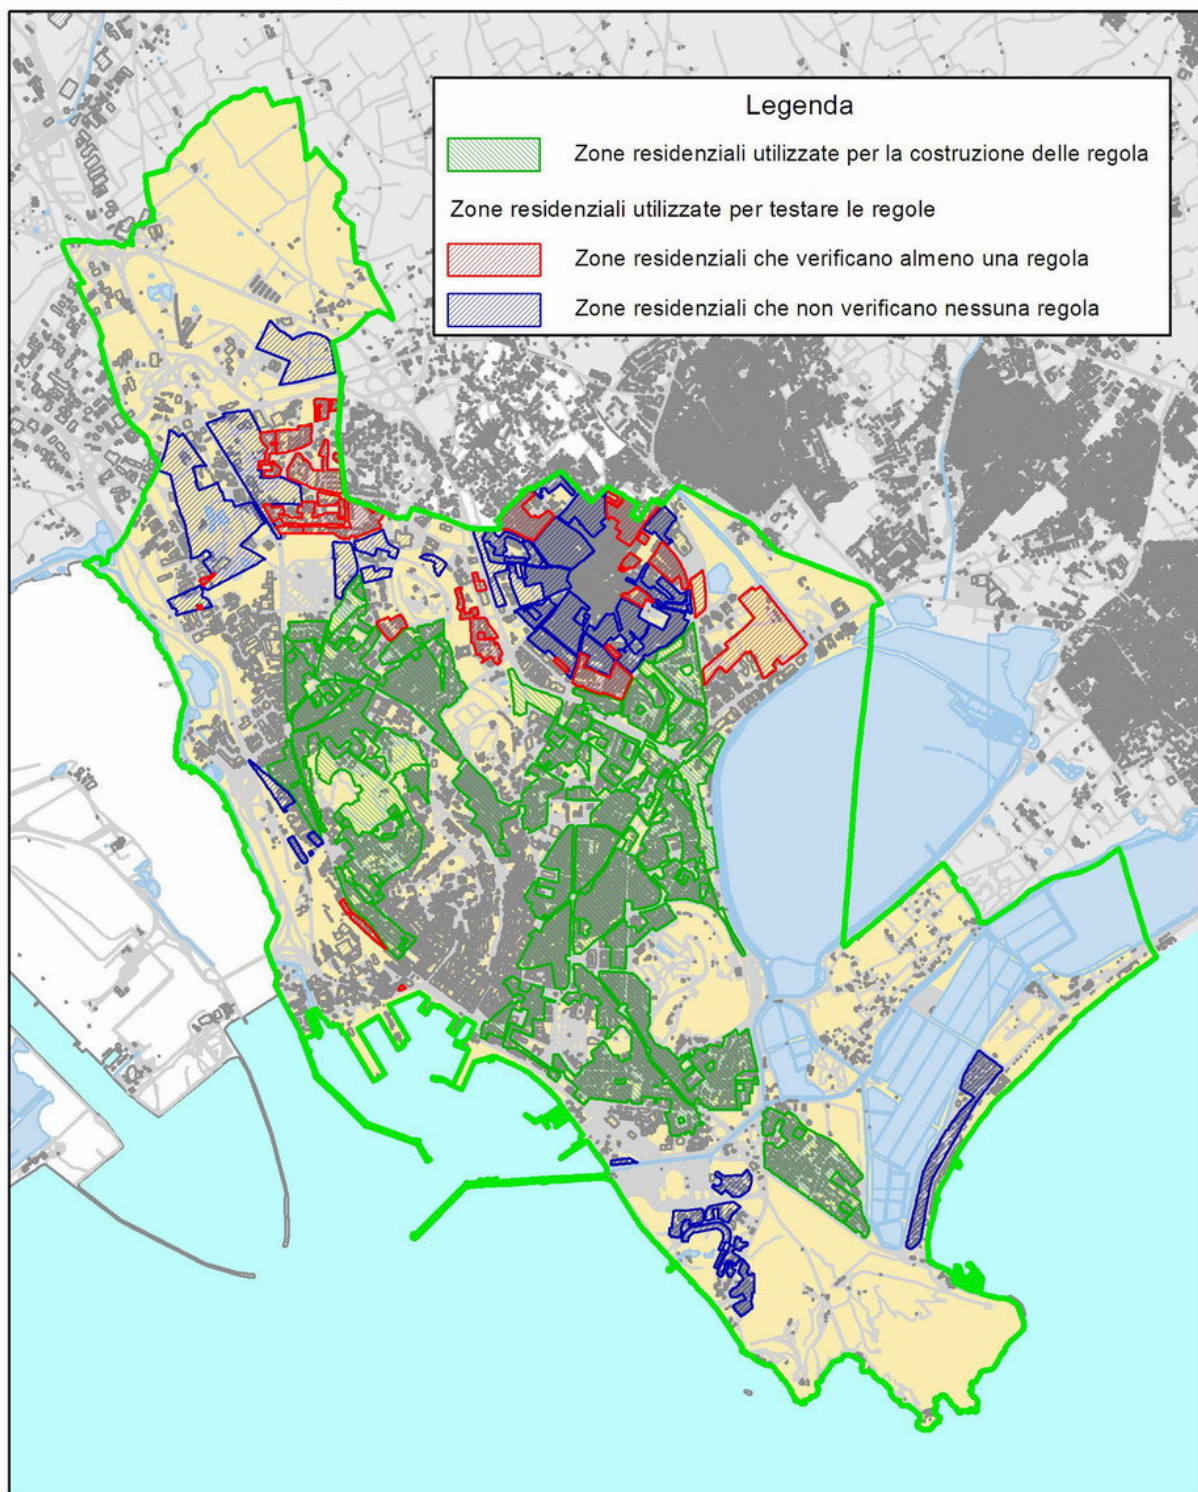 Legenda
Zone residenziali utilizzate per la costruzione delle regola
Zone residenziali utilizzate per testare le regole
Zone residenziali che verificano almeno una regola
Zone residenziali che non verificano nessuna regola